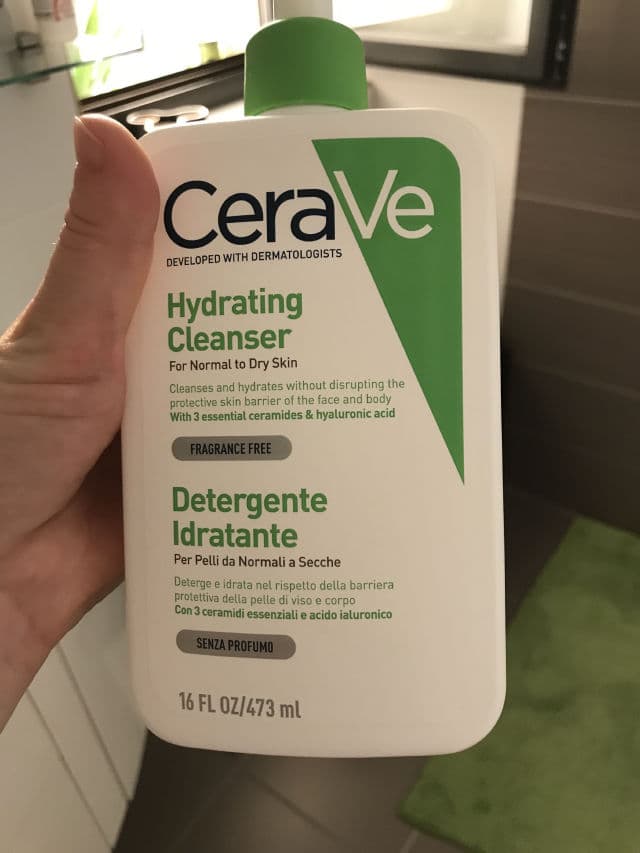 CeraVe
DEVELOPED WITH DERMATOLOGISTS
Hydrating
Cleanser
For Normal to Dry Skin
Cleanses and hydrates without disrupting the
protective skin barrier of the face and body
With 3 essential ceramides & hyaluronic acid
FRAGRANCE FREE
Detergente
Idratante
Per Pelli da Normali a Secche
Deterge e idrata nel rispetto della barriera
protettiva della pelle di viso e corpo
Con 3 ceramidi essenziali e acido ialuronico
SENZA PROFUMO
16 FL OZ/473 ml